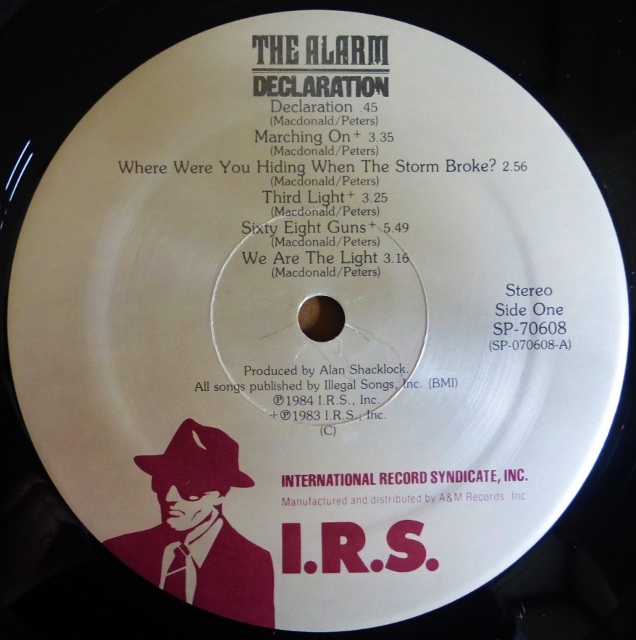 THE ALARM
DECLARATION
Declaration .45
(Macdonald/Peters)
Marching On+ 3.35
(Macdonald/Peters)
Where Were You Hiding When The Storm Broke? 2.56
(Macdonald/Peters)
Third Light+ 3.25
(Macdonald/Peters)
Sixty Eight Guns+ 5.49
(Macdonald/Peters)
We Are The Light 3.16
(Macdonald/Peters)
Stereo
Side One
SP-70608
(SP-070608-A)
Produced by Alan Shacklock.
All songs published by Illegal Songs, Inc. (BMI)
℗1984 I.R.S., Inc.
+℗1983 I.R.S., Inc.
(C)
INTERNATIONAL RECORD SYNDICATE, INC.
Manufactured and distributed by A&M Records, Inc.
I.R.S.